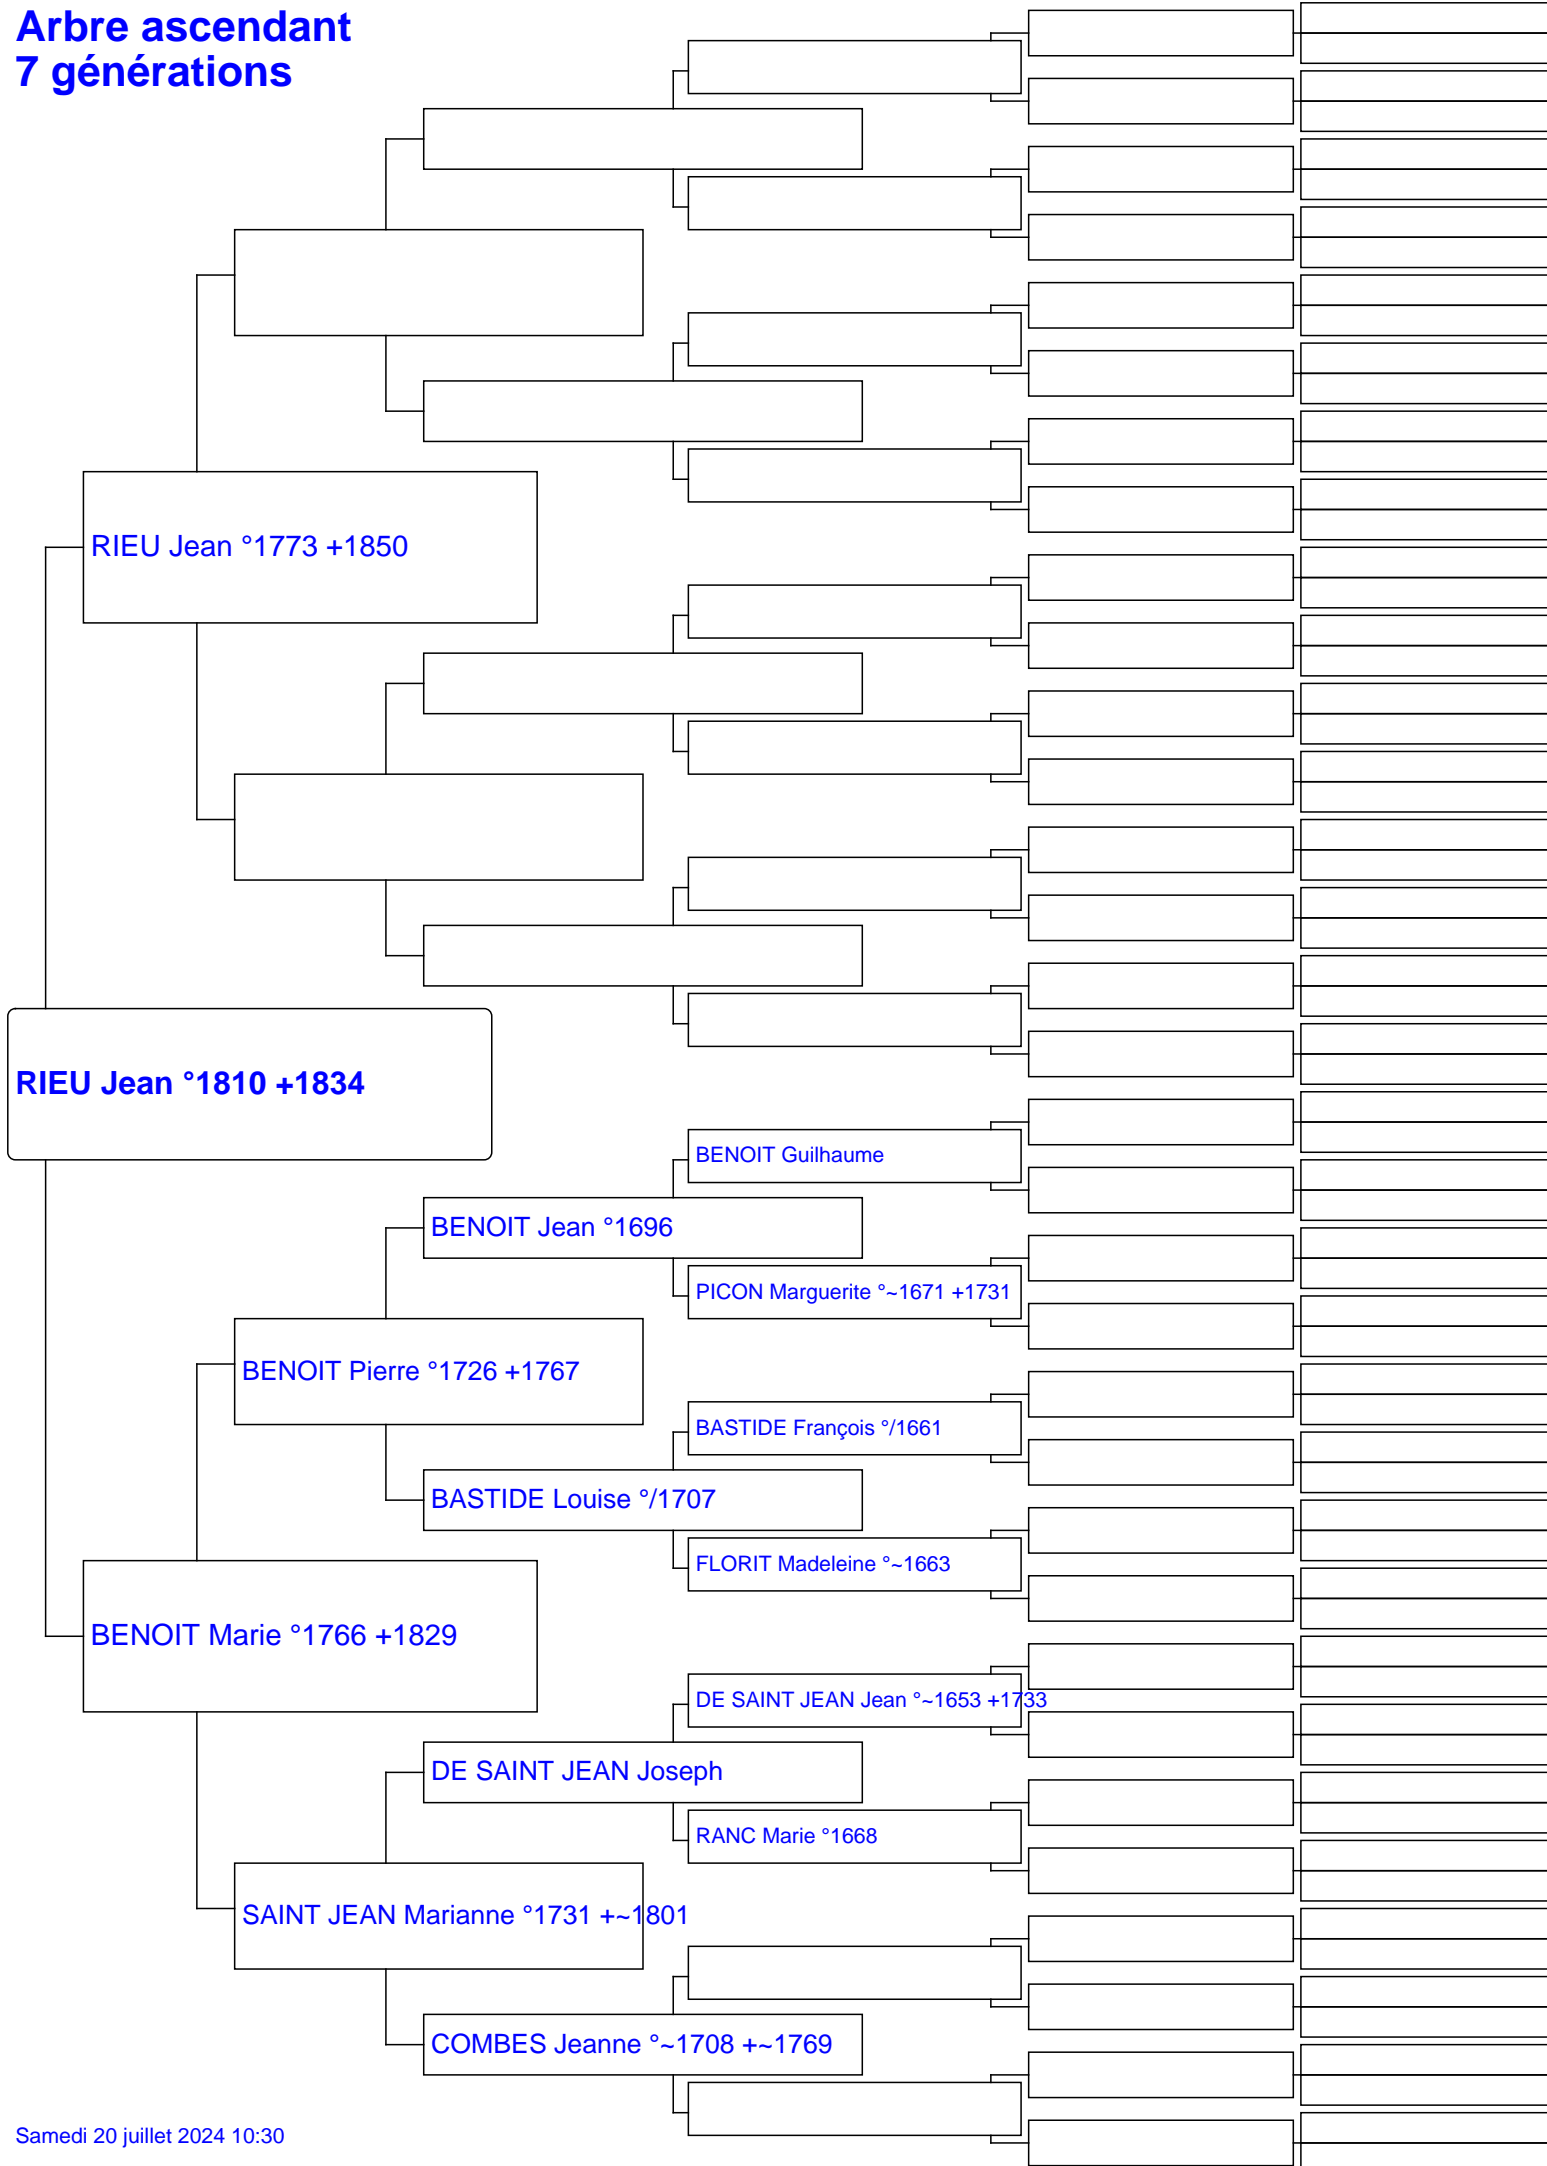 Arbre ascendant
7 générations
RIEU Jean °1773 +1850
RIEU Jean °1810 +1834
BENOIT Guilhaume
BENOIT Jean °1696
PICON Marguerite °~1671 +1731
BENOIT Pierre °1726 +1767
BASTIDE François °/1661
BASTIDE Louise °/1707
FLORIT Madeleine °~1663
BENOIT Marie °1766 +1829
DE SAINT JEAN Jean °~1653 +1733
DE SAINT JEAN Joseph
RANC Marie °1668
SAINT JEAN Marianne °1731 +~1801
COMBES Jeanne °~1708 +~1769
Samedi 20 juillet 2024 10:30